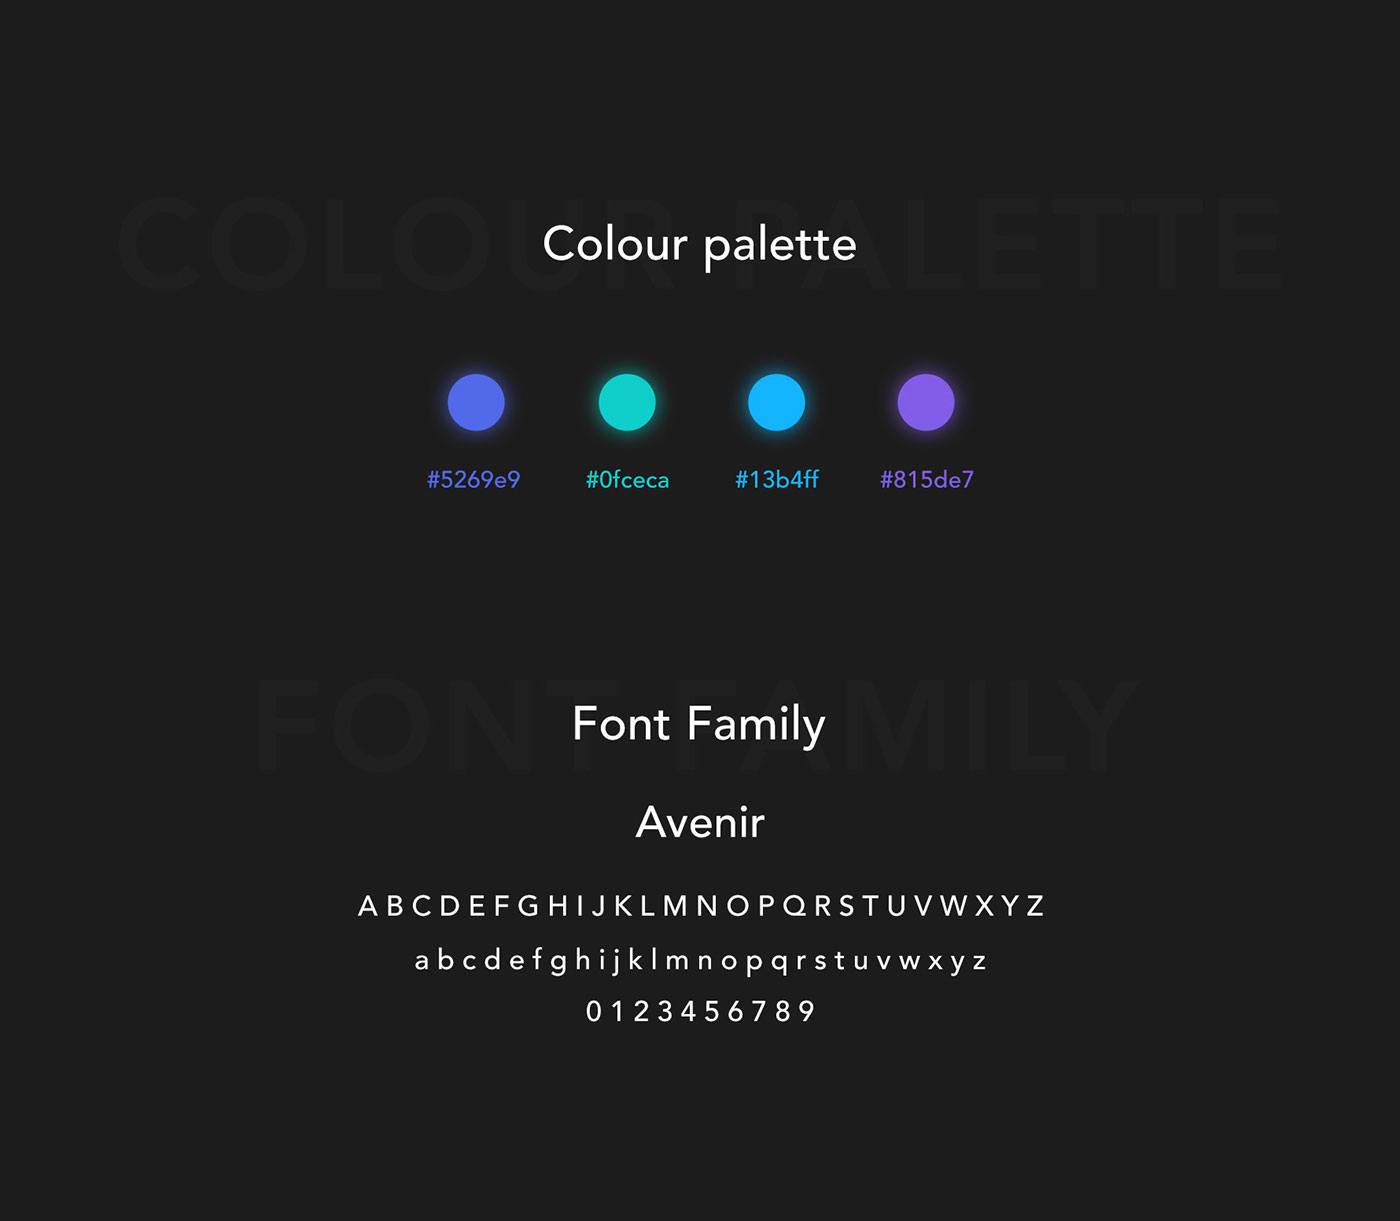 COLOUR PALETTE
Colour palette
#5269e9 #0fceca #13b4ff #815de7
FONT FAMILY
Font Family
Avenir
A B C D E F G H I J K L M N O P Q R S T U V W X Y Z
a b c d e f g h i j k l m n o p q r s t u v w x y z
0 1 2 3 4 5 6 7 8 9